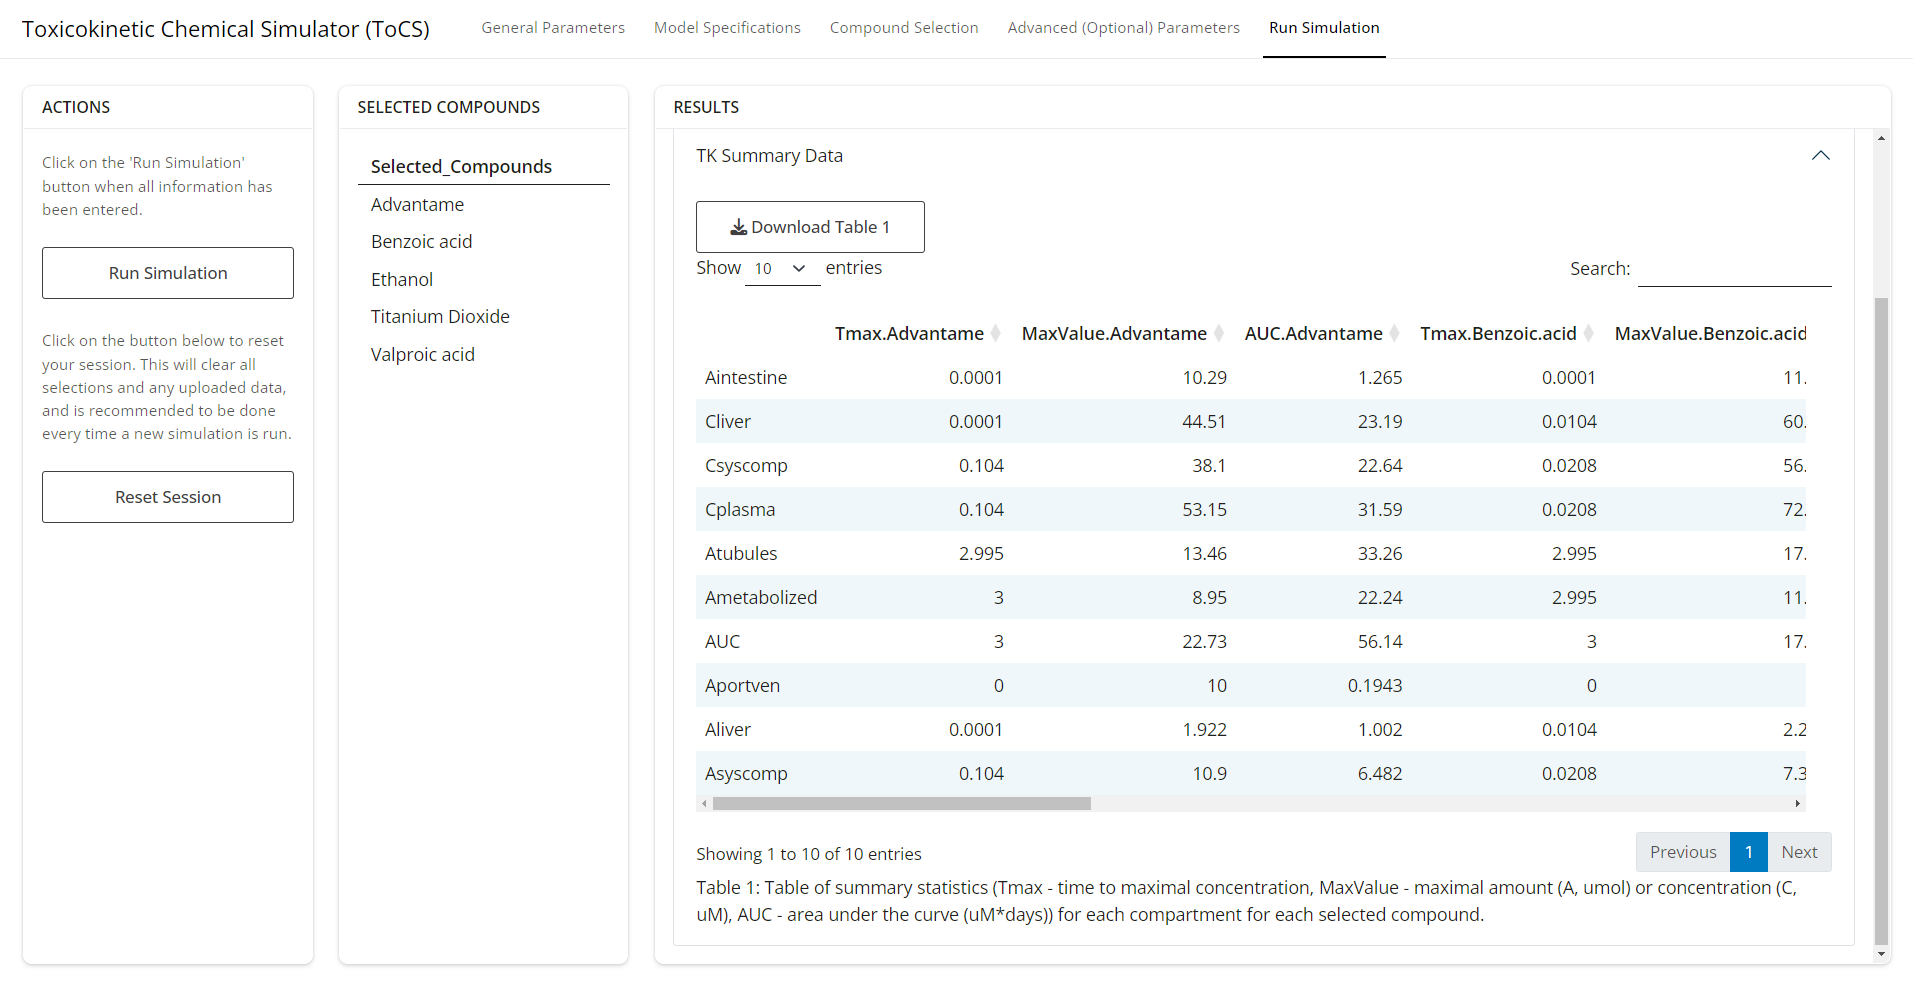 Toxicokinetic Chemical Simulator (ToCS) General Parameters Model Specifications Compound Selection Advanced (Optional) Parameters Run Simulation
ACTIONS
Click on the 'Run Simulation'
button when all information has
been entered.
Run Simulation
Click on the button below to reset
your session. This will clear all
selections and any uploaded data,
and is recommended to be done
every time a new simulation is run.
Reset Session
SELECTED COMPOUNDS
Selected_Compounds
Advantame
Benzoic acid
Ethanol
Titanium Dioxide
Valproic acid
RESULTS
TK Summary Data
Download Table 1
Show 10 entries Search:
Tmax.Advantame MaxValue.Advantame AUC.Advantame Tmax.Benzoic.acid MaxValue.Benzoic.acid
Aintestine 0.0001 10.29 1.265 0.0001 11.
Cliver 0.0001 44.51 23.19 0.0104 60.
Csyscomp 0.104 38.1 22.64 0.0208 56.
Cplasma 0.104 53.15 31.59 0.0208 72.
Atubules 2.995 13.46 33.26 2.995 17.
Ametabolized 3 8.95 22.24 2.995 11.
AUC 3 22.73 56.14 3 17.
Aportven 0 10 0.1943 0
Aliver 0.0001 1.922 1.002 0.0104 2.2
Asyscomp 0.104 10.9 6.482 0.0208 7.3
Showing 1 to 10 of 10 entries Previous 1 Next
Table 1: Table of summary statistics (Tmax - time to maximal concentration, MaxValue - maximal amount (A, umol) or concentration (C,
uM), AUC - area under the curve (uM*days)) for each compartment for each selected compound.